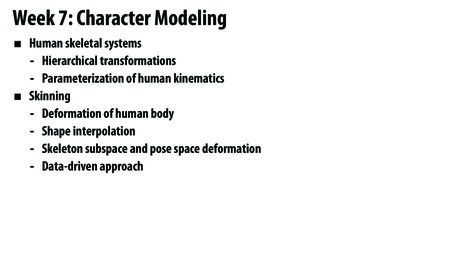 Week 7: Character Modeling
■ Human skeletal systems
- Hierarchical transformations
- Parameterization of human kinematics
■ Skinning
- Deformation of human body
- Shape interpolation
- Skeleton subspace and pose space deformation
- Data-driven approach